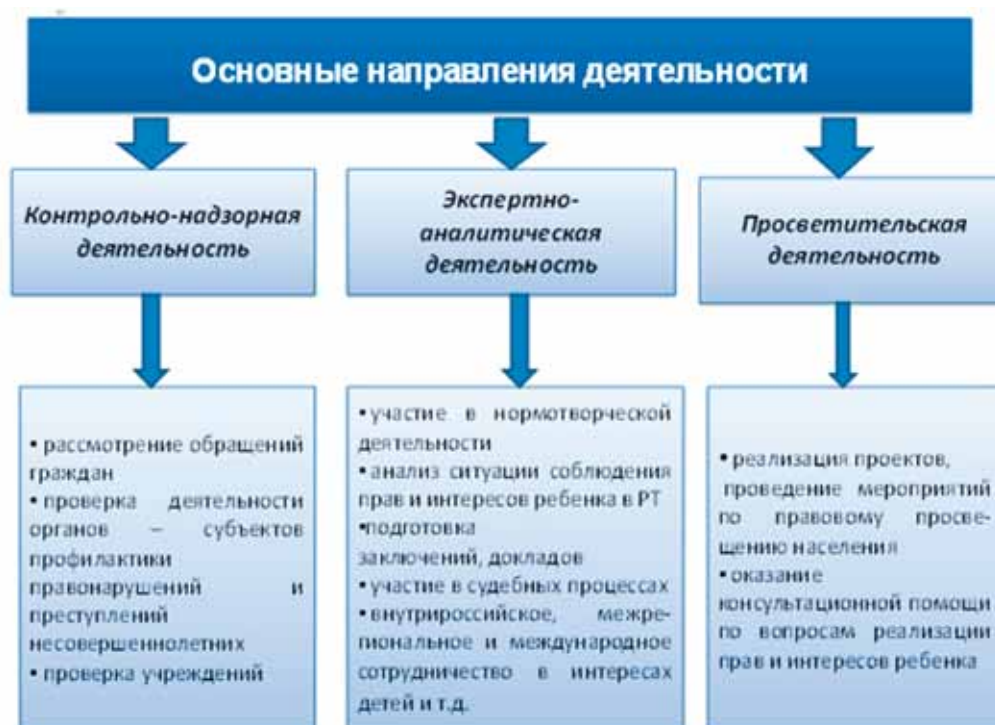 Основные направления деятельности
Контрольно-надзорная
деятельность
Экспертно-
аналитическая
деятельность
Просветительская
деятельность
▪ рассмотрение обращений
граждан
▪ проверка деятельности
органов – субъектов
профилактики
правонарушений и
преступлений
несовершеннолетних
▪ проверка учреждений
▪ участие в нормотворческой
деятельности
▪ анализ ситуации соблюдения
прав и интересов ребенка в РТ
▪подготовка
заключений, докладов
▪ участие в судебных процессах
▪ внутрироссийское, межре-
гиональное и международное
сотрудничество в интересах
детей и т.д.
▪ реализация проектов,
проведение мероприятий
по правовому просве-
щению населения
▪ оказание
консультационной помощи
по вопросам реализации
прав и интересов ребенка